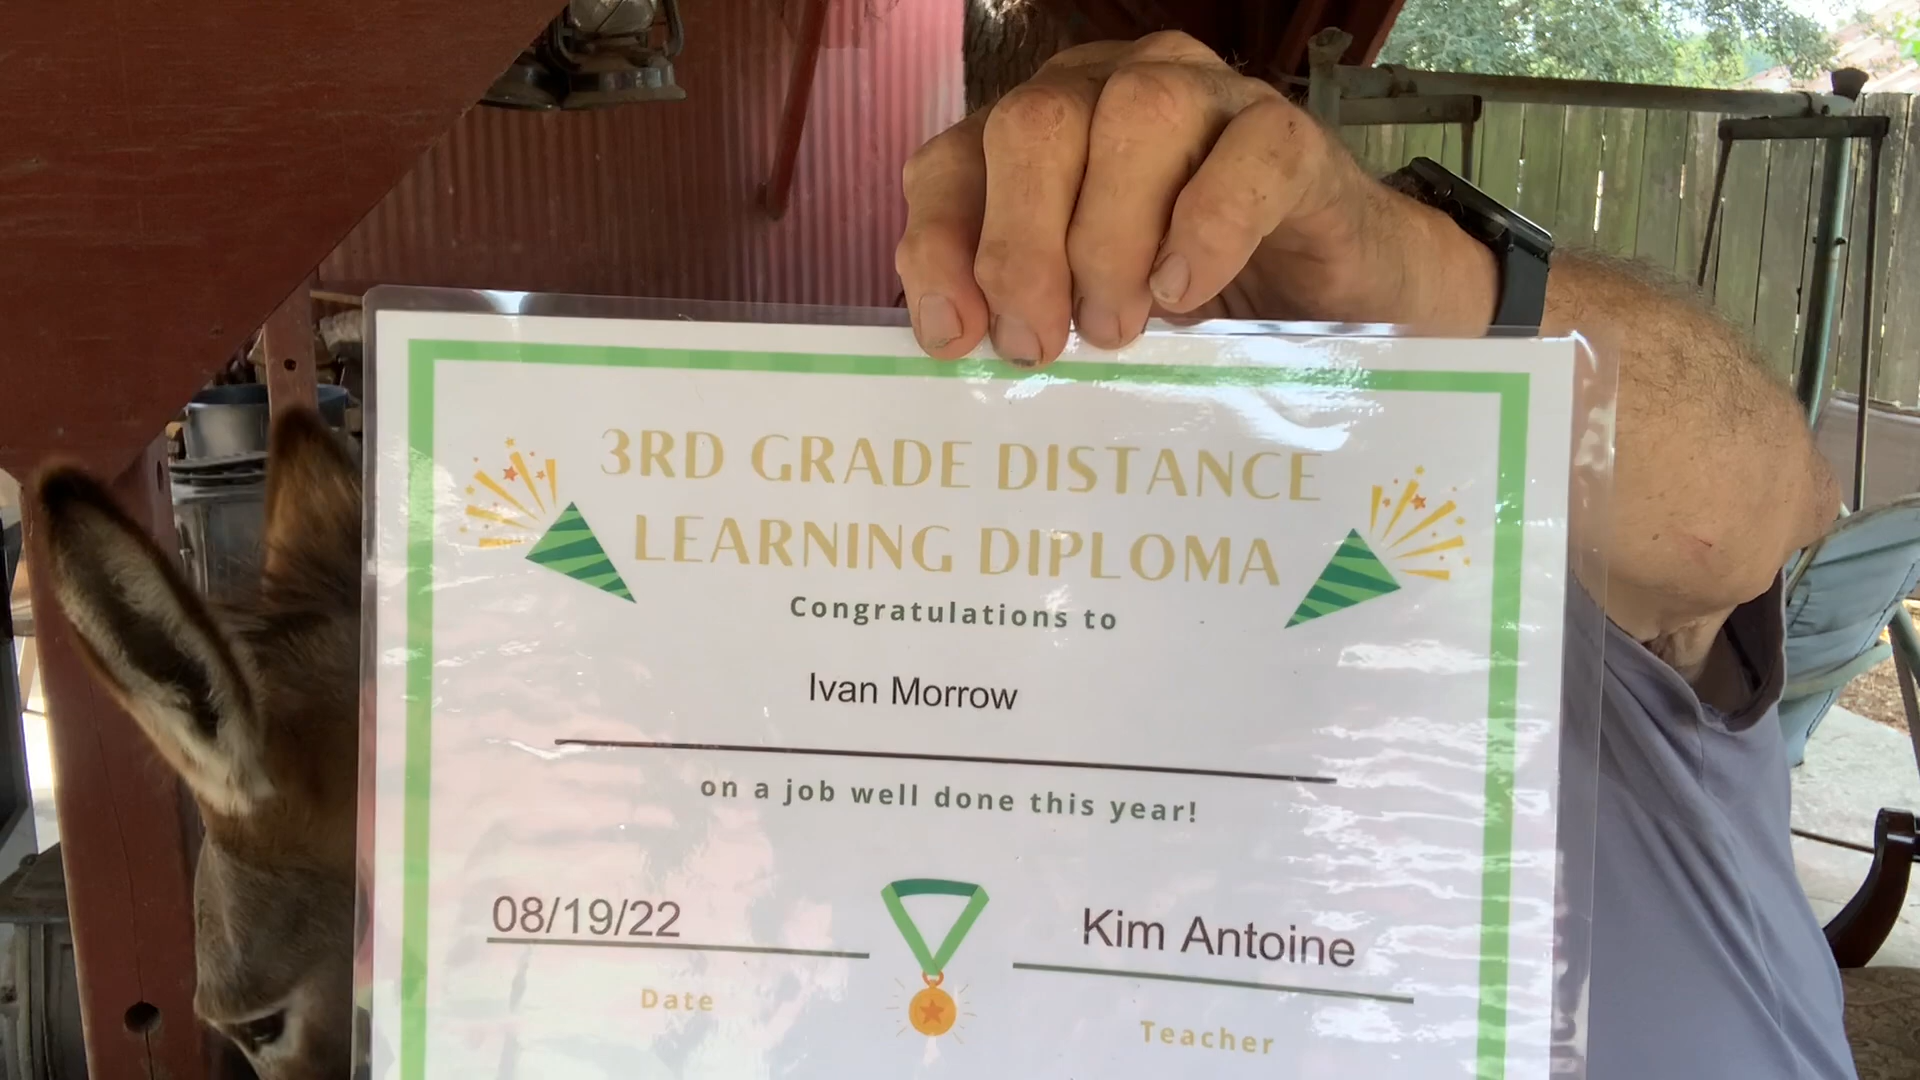 3RD GRADE DISTANCE
LEARNING DIPLOMA
Congratulations to
Ivan Morrow
on a job well done this year!
08/19/22
Kim Antoine
Date
Teacher